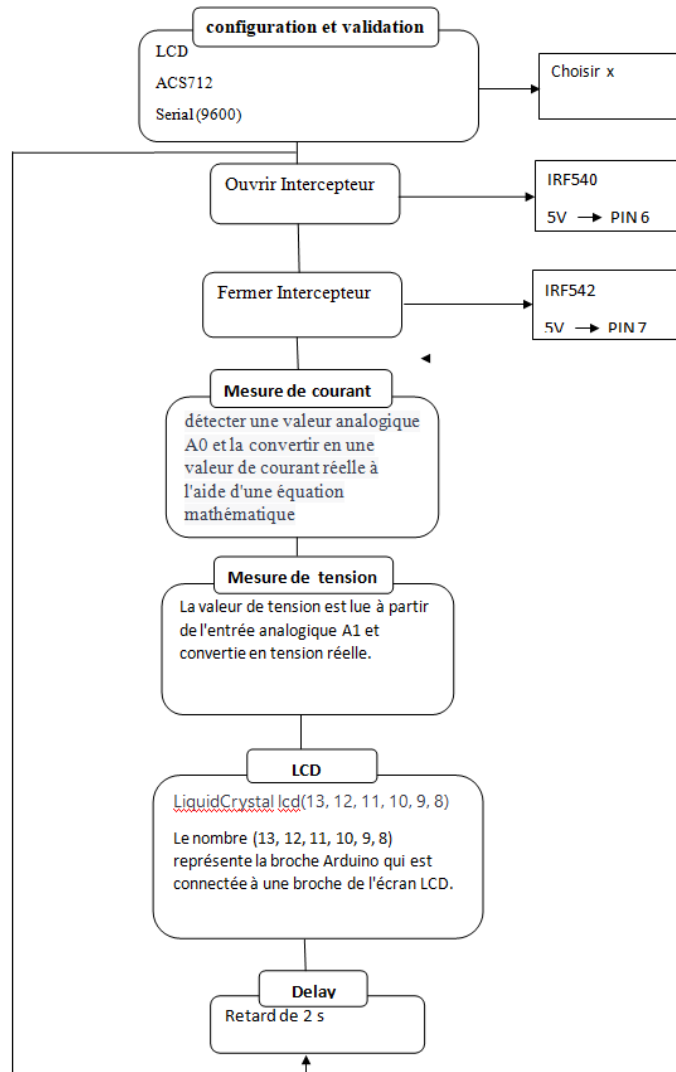 configuration et validation
LCD
ACS712
Serial(9600)
Choisir x
Ouvrir Intercepteur
IRF540
5V → PIN 6
Fermer Intercepteur
IRF542
5V → PIN 7
Mesure de courant
détecter une valeur analogique
A0 et la convertir en une
valeur de courant réelle à
l'aide d'une équation
mathématique
Mesure de tension
La valeur de tension est lue à partir
de l'entrée analogique A1 et
convertie en tension réelle.
LCD
LiquidCrystal lcd(13, 12, 11, 10, 9, 8)
Le nombre (13, 12, 11, 10, 9, 8)
représente la broche Arduino qui est
connectée à une broche de l'écran LCD.
Delay
Retard de 2 s